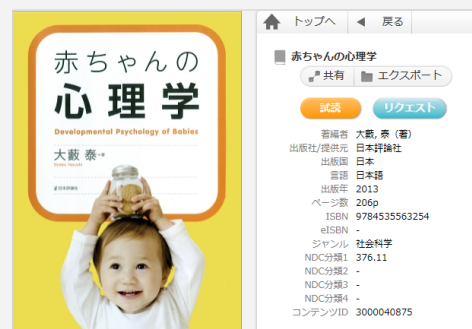 赤ちゃんの
心理学
Developmental Psychology of Babies
大藪 泰・著
日本評論社
トップへ
戻る
赤ちゃんの心理学
共有
エクスポート
試読
リクエスト
著編者 大藪, 泰（著）
出版社/提供元 日本評論社
出版国 日本
言語 日本語
出版年 2013
ページ数 206p
ISBN 9784535563254
eISBN -
ジャンル 社会科学
NDC分類1 376.11
NDC分類2 -
NDC分類3 -
NDC分類4 -
コンテンツID 3000040875